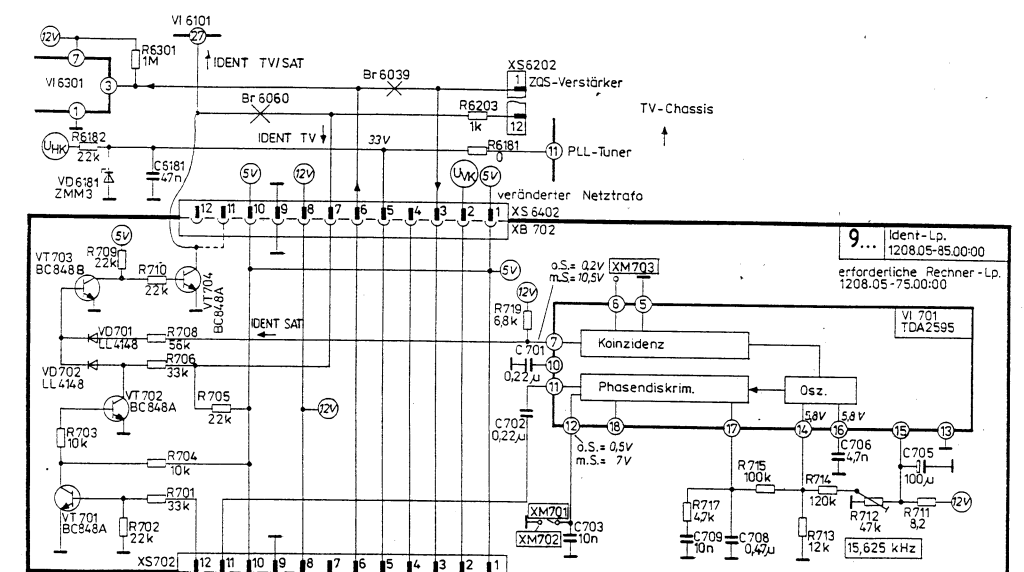 VI 6101
12V
27
R6301
1M
IDENT TV/SAT
7
VI 6301
3
1
Br 6039
XS6202
1
ZQS-Verstärker
Br 6060
R6203
1k
12
TV-Chassis
R6182
UHK
22k
IDENT TV
33V
R6181
0
11
PLL-Tuner
C6181
47n
VD6181
ZMM3
5V
12V
UVK
5V
veränderter Netztrafo
12 11 10 9 8 7 6 5 4 3 2 1
XS 6402
XB 702
9...
Ident-Lp.
1208.05-85.00:00
erforderliche Rechner-Lp.
1208.05-75.00:00
5V
R709
22k
VT703
BC848B
R710
22k
VT704
BC848A
5V
o.S.= 0,2V
m.S.= 10,5V
XM703
12V
6
5
R719
6,8k
VI 701
TDA2595
IDENT SAT
VD701
LL4148
R708
56k
C701
7
Koinzidenz
10
0,22µ
VD702
LL4148
R706
33k
11
Phasendiskrim.
Osz.
VT702
BC848A
R705
22k
12V
C702
0,22µ
5,8V
5,8V
12
18
17
14
16
15
13
R703
10k
o.S.= 0,5V
m.S.= 7V
C706
4,7n
C705
100µ
R704
10k
R715
100k
R714
120k
12V
R711
8,2
R712
47k
VT701
BC848A
R701
33k
R702
22k
XM701
XM702
C703
10n
R717
4,7k
C709
10n
C708
0,47µ
R713
12k
15,625 kHz
XS702
12 11 10 9 8 7 6 5 4 3 2 1